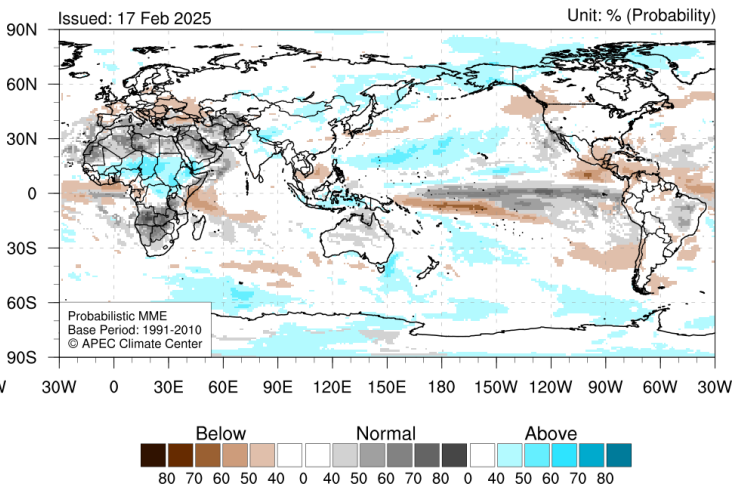 Issued: 17 Feb 2025
Unit: % (Probability)
90N
60N
30N
0
30S
60S
90S
Probabilistic MME
Base Period: 1991-2010
© APEC Climate Center
W 30W 0 30E 60E 90E 120E 150E 180 150W 120W 90W 60W 30W
Below Normal Above
80 70 60 50 40 0 40 50 60 70 80 0 40 50 60 70 80